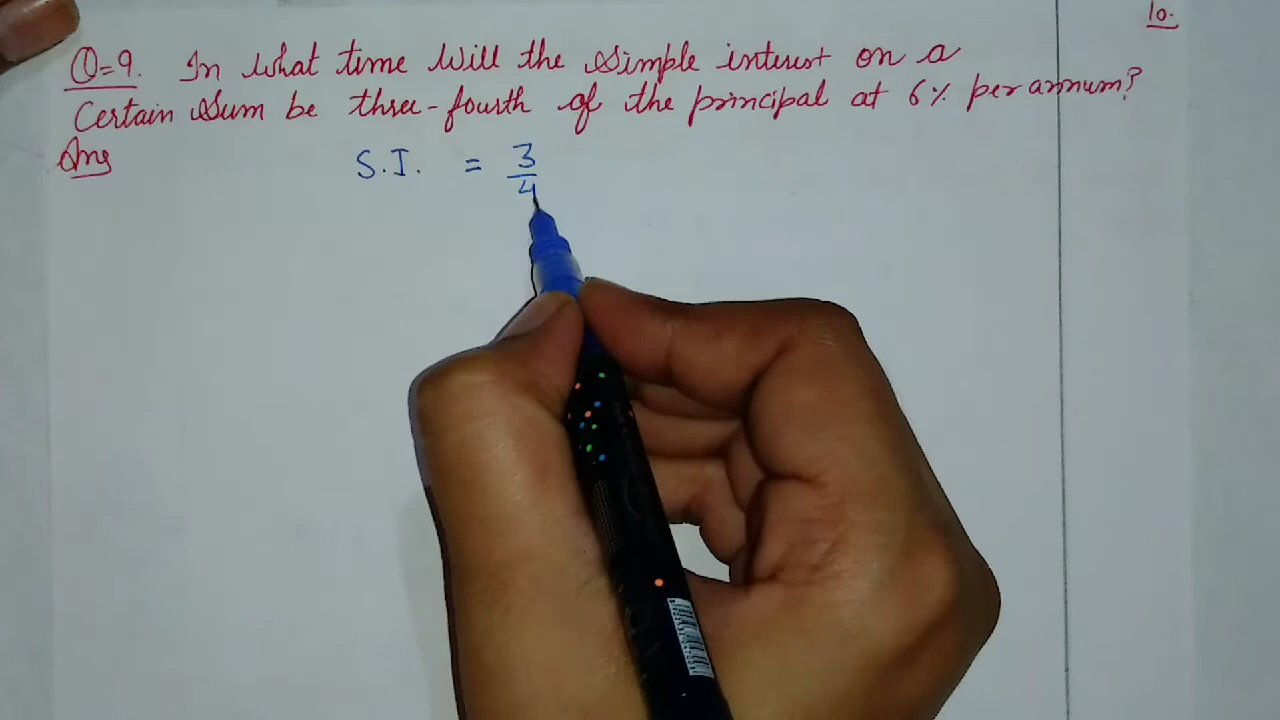 10.
Q=9. In what time will the simple interest on a
Certain sum be three-fourth of the principal at 6% per annum?
Ans
S.I. = 3/4